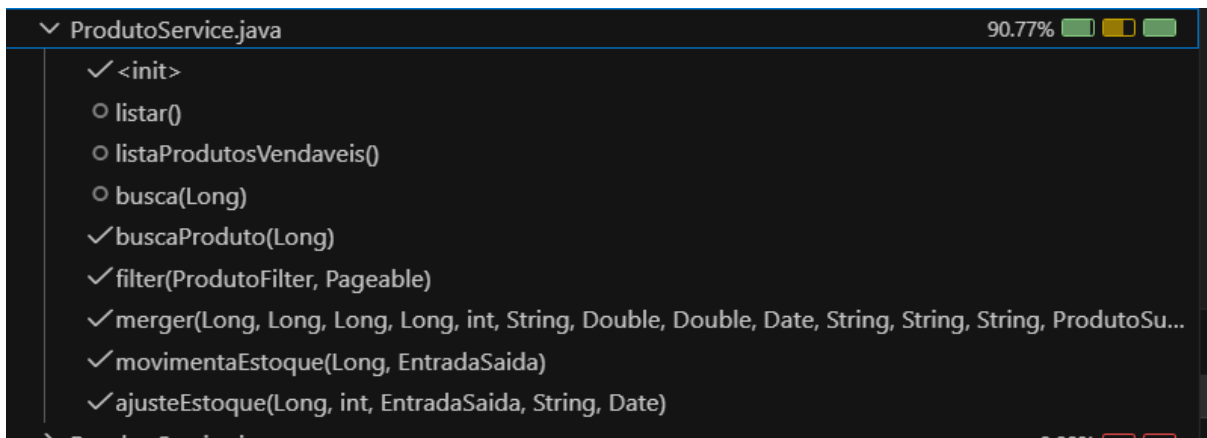 ProdutoService.java 90.77%
<init>
listar()
listaProdutosVendaveis()
busca(Long)
buscaProduto(Long)
filter(ProdutoFilter, Pageable)
merger(Long, Long, Long, Long, int, String, Double, Double, Date, String, String, String, ProdutoSu...
movimentaEstoque(Long, EntradaSaida)
ajusteEstoque(Long, int, EntradaSaida, String, Date)